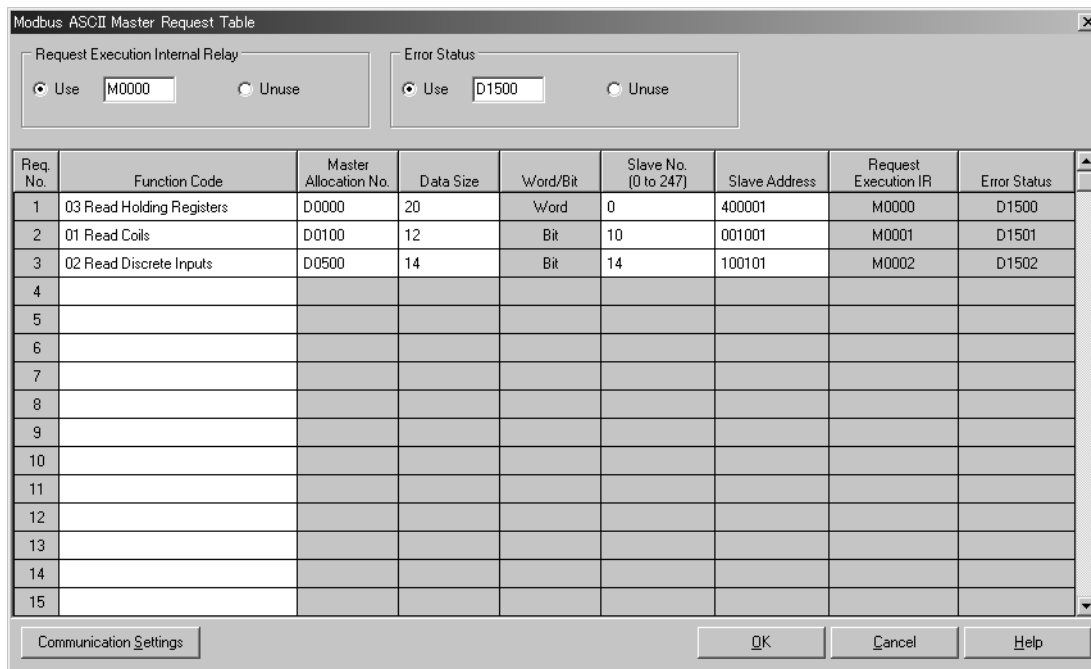 Modbus ASCII Master Request Table
Request Execution Internal Relay
Use M0000 Unuse
Error Status
Use D1500 Unuse
Req. No. Function Code Master Allocation No. Data Size Word/Bit Slave No. (0 to 247) Slave Address Request Execution IR Error Status
1 03 Read Holding Registers D0000 20 Word 0 400001 M0000 D1500
2 01 Read Coils D0100 12 Bit 10 001001 M0001 D1501
3 02 Read Discrete Inputs D0500 14 Bit 14 100101 M0002 D1502
4
5
6
7
8
9
10
11
12
13
14
15
Communication Settings OK Cancel Help